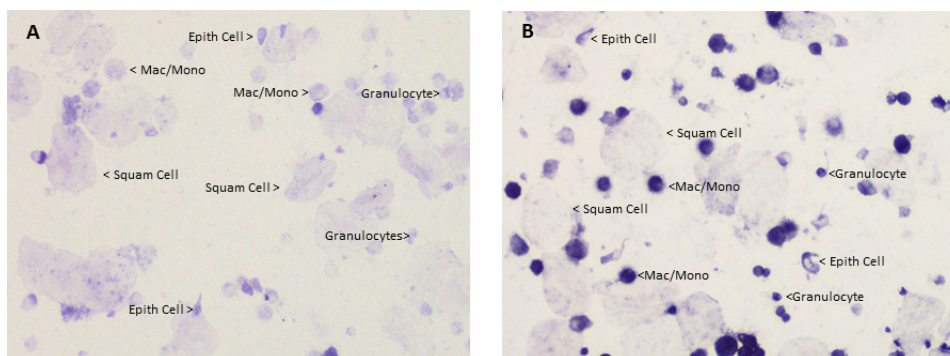 A
Epith Cell >
< Mac/Mono
Mac/Mono >
Granulocyte>
< Squam Cell
Squam Cell >
Granulocytes>
Epith Cell >
B
< Epith Cell
< Squam Cell
<Granulocyte
<Mac/Mono
< Squam Cell
< Epith Cell
<Mac/Mono
<Granulocyte